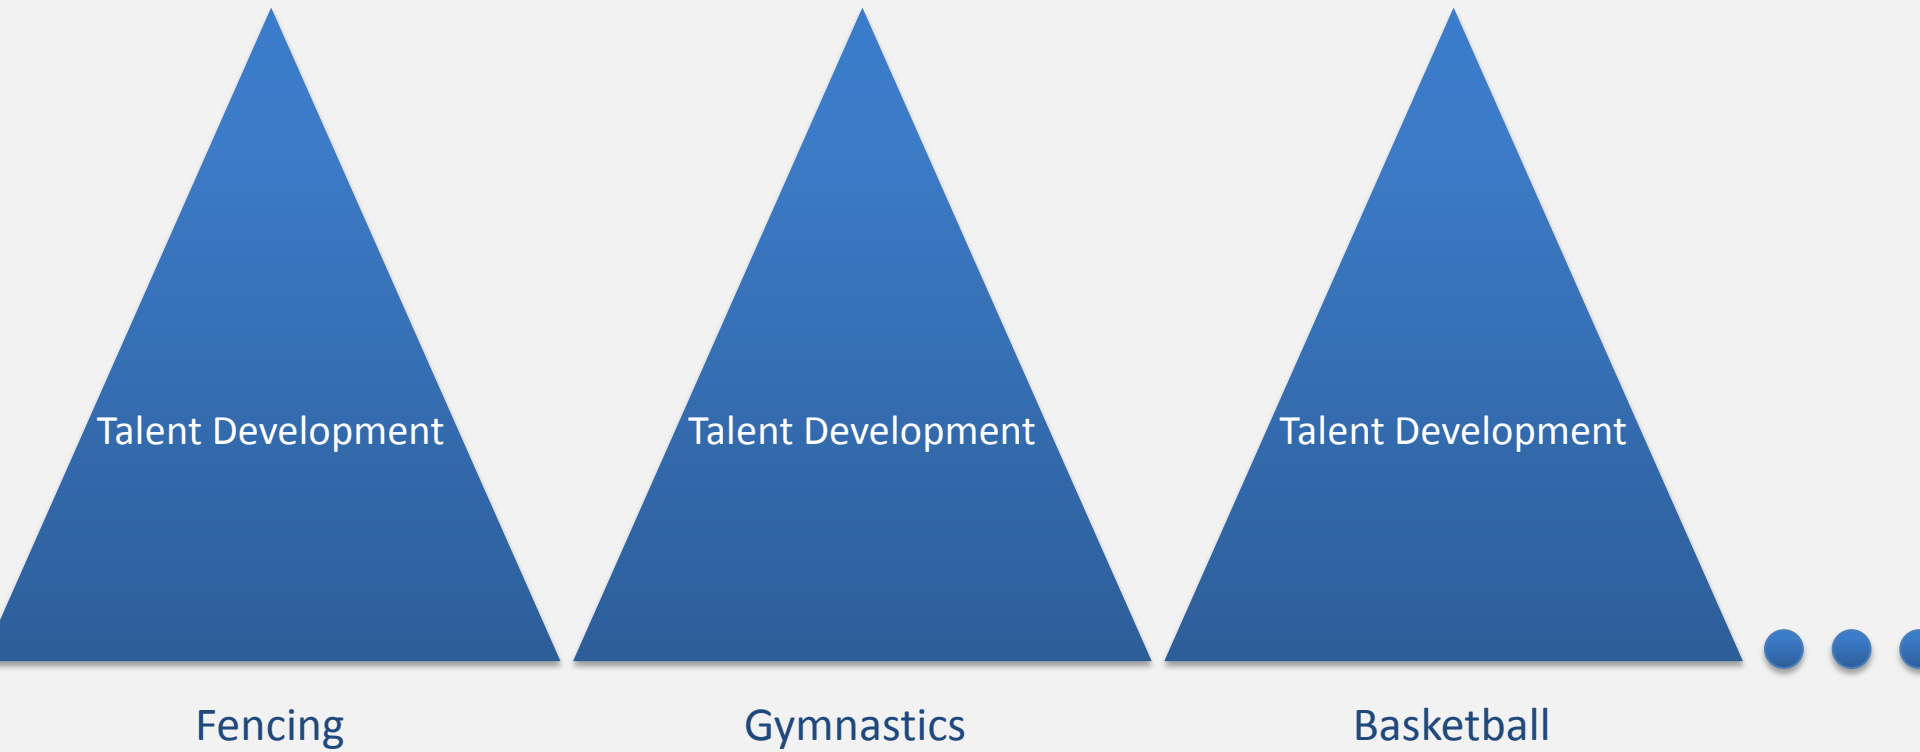 Talent Development
Talent Development
Talent Development
Fencing
Gymnastics
Basketball